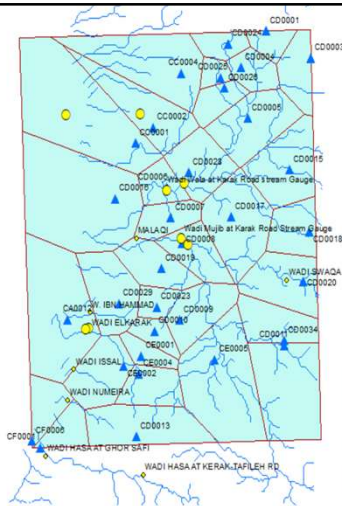 CD0001
CD0024
CD0003
CD0004
CC0004
CD0025
CD0026
CD0005
CC0002
CD0015
CD0028
CD0006
Wadi Wala at Karak Road stream Gauge
CD0016
CD0007
CD0017
Wadi Mujib at Karak Road Stream Gauge
MALAQI
CD0008
CD0018
CD0019
WADI SWAQA
CD0020
CD0029
W. IBN HAMMAD
CD0023
CA0012
CD0009
WADI ELKARAK
CD0010
CD0034
CD0011
CE0001
CE0004
CE0005
WADI ISSAL
CE0002
WADI NUMEIRA
CD0013
CF0001
CF0006
WADI HASA AT GHOR SAFI
WADI HASA AT KERAK TAFILEH RD